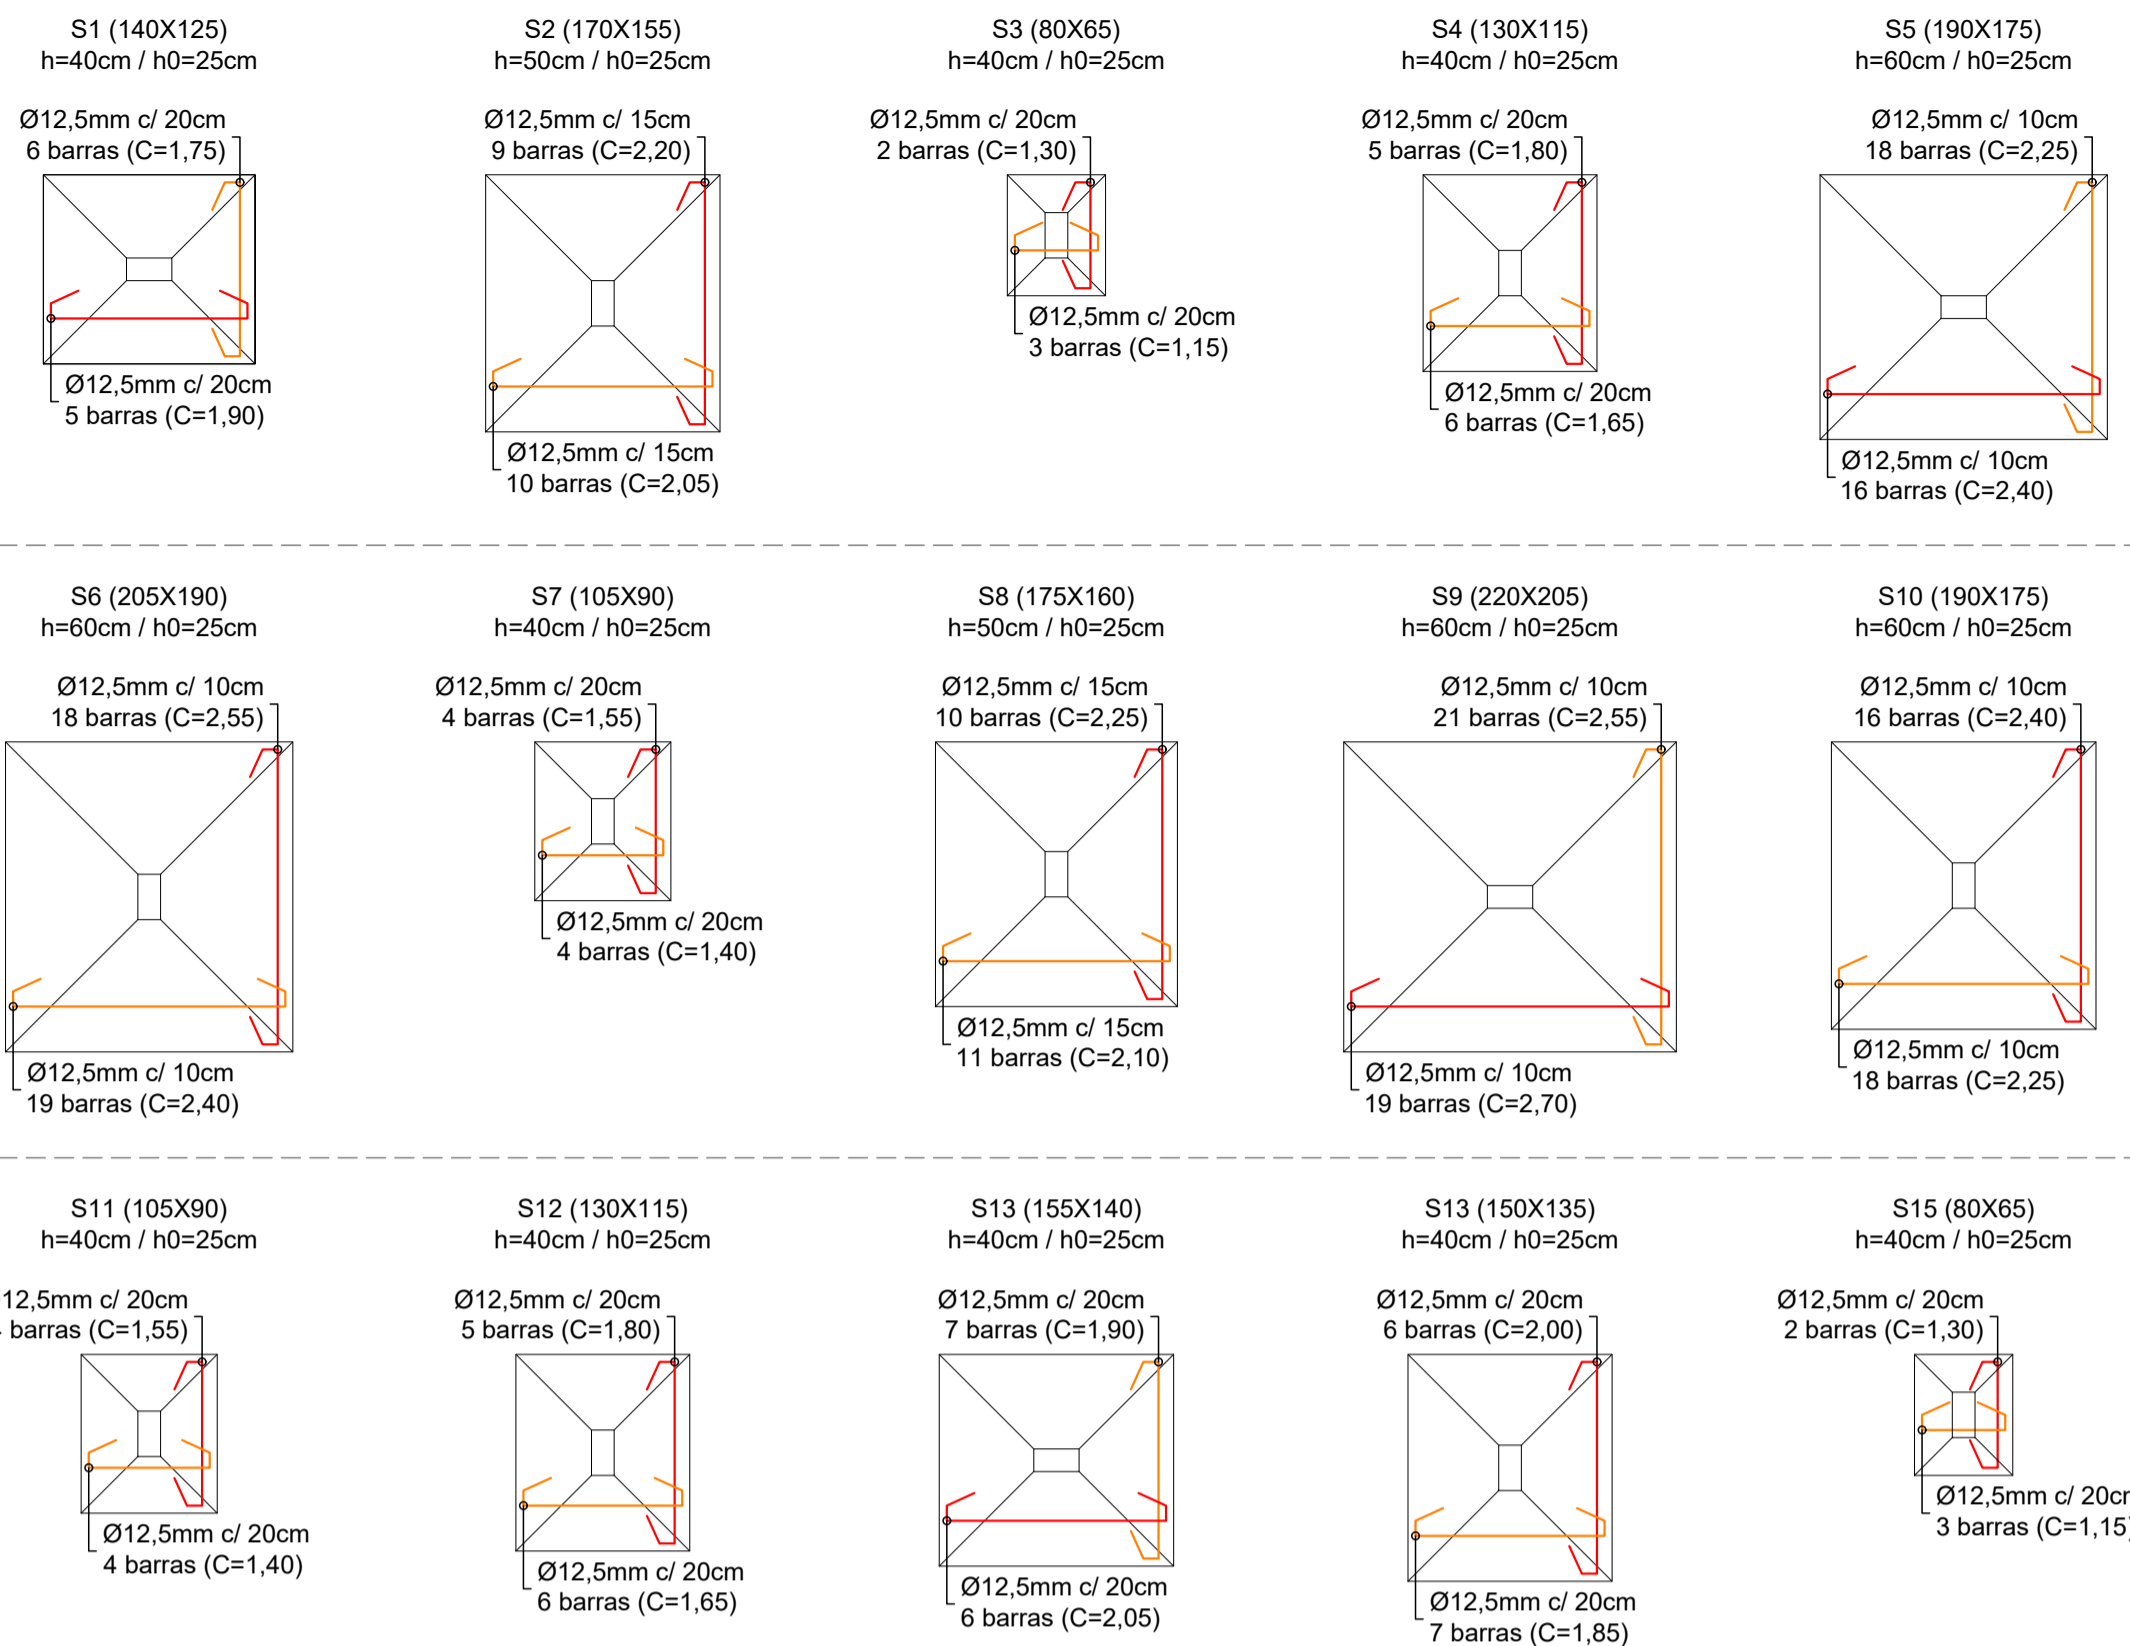 S1 (140X125)
h=40cm / h0=25cm
Ø12,5mm c/ 20cm
6 barras (C=1,75)
Ø12,5mm c/ 20cm
5 barras (C=1,90)
S2 (170X155)
h=50cm / h0=25cm
Ø12,5mm c/ 15cm
9 barras (C=2,20)
Ø12,5mm c/ 15cm
10 barras (C=2,05)
S3 (80X65)
h=40cm / h0=25cm
Ø12,5mm c/ 20cm
2 barras (C=1,30)
Ø12,5mm c/ 20cm
3 barras (C=1,15)
S4 (130X115)
h=40cm / h0=25cm
Ø12,5mm c/ 20cm
5 barras (C=1,80)
Ø12,5mm c/ 20cm
6 barras (C=1,65)
S5 (190X175)
h=60cm / h0=25cm
Ø12,5mm c/ 10cm
18 barras (C=2,25)
Ø12,5mm c/ 10cm
16 barras (C=2,40)
S6 (205X190)
h=60cm / h0=25cm
Ø12,5mm c/ 10cm
18 barras (C=2,55)
Ø12,5mm c/ 10cm
19 barras (C=2,40)
S7 (105X90)
h=40cm / h0=25cm
Ø12,5mm c/ 20cm
4 barras (C=1,55)
Ø12,5mm c/ 20cm
4 barras (C=1,40)
S8 (175X160)
h=50cm / h0=25cm
Ø12,5mm c/ 15cm
10 barras (C=2,25)
Ø12,5mm c/ 15cm
11 barras (C=2,10)
S9 (220X205)
h=60cm / h0=25cm
Ø12,5mm c/ 10cm
21 barras (C=2,55)
Ø12,5mm c/ 10cm
19 barras (C=2,70)
S10 (190X175)
h=60cm / h0=25cm
Ø12,5mm c/ 10cm
16 barras (C=2,40)
Ø12,5mm c/ 10cm
18 barras (C=2,25)
S11 (105X90)
h=40cm / h0=25cm
12,5mm c/ 20cm
barras (C=1,55)
Ø12,5mm c/ 20cm
4 barras (C=1,40)
S12 (130X115)
h=40cm / h0=25cm
Ø12,5mm c/ 20cm
5 barras (C=1,80)
Ø12,5mm c/ 20cm
6 barras (C=1,65)
S13 (155X140)
h=40cm / h0=25cm
Ø12,5mm c/ 20cm
7 barras (C=1,90)
Ø12,5mm c/ 20cm
6 barras (C=2,05)
S13 (150X135)
h=40cm / h0=25cm
Ø12,5mm c/ 20cm
6 barras (C=2,00)
Ø12,5mm c/ 20cm
7 barras (C=1,85)
S15 (80X65)
h=40cm / h0=25cm
Ø12,5mm c/ 20cm
2 barras (C=1,30)
Ø12,5mm c/ 20c
3 barras (C=1,15)